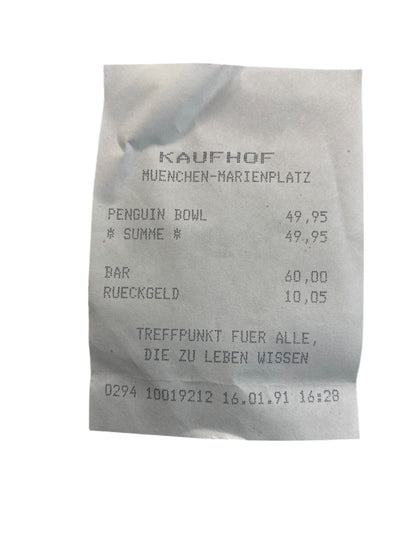 KAUFHOF
MUENCHEN-MARIENPLATZ
PENGUIN BOWL 49,95
* SUMME * 49,95
BAR 60,00
RUECKGELD 10,05
TREFFPUNKT FUER ALLE,
DIE ZU LEBEN WISSEN
0294 10019212 16.01.91 16:28